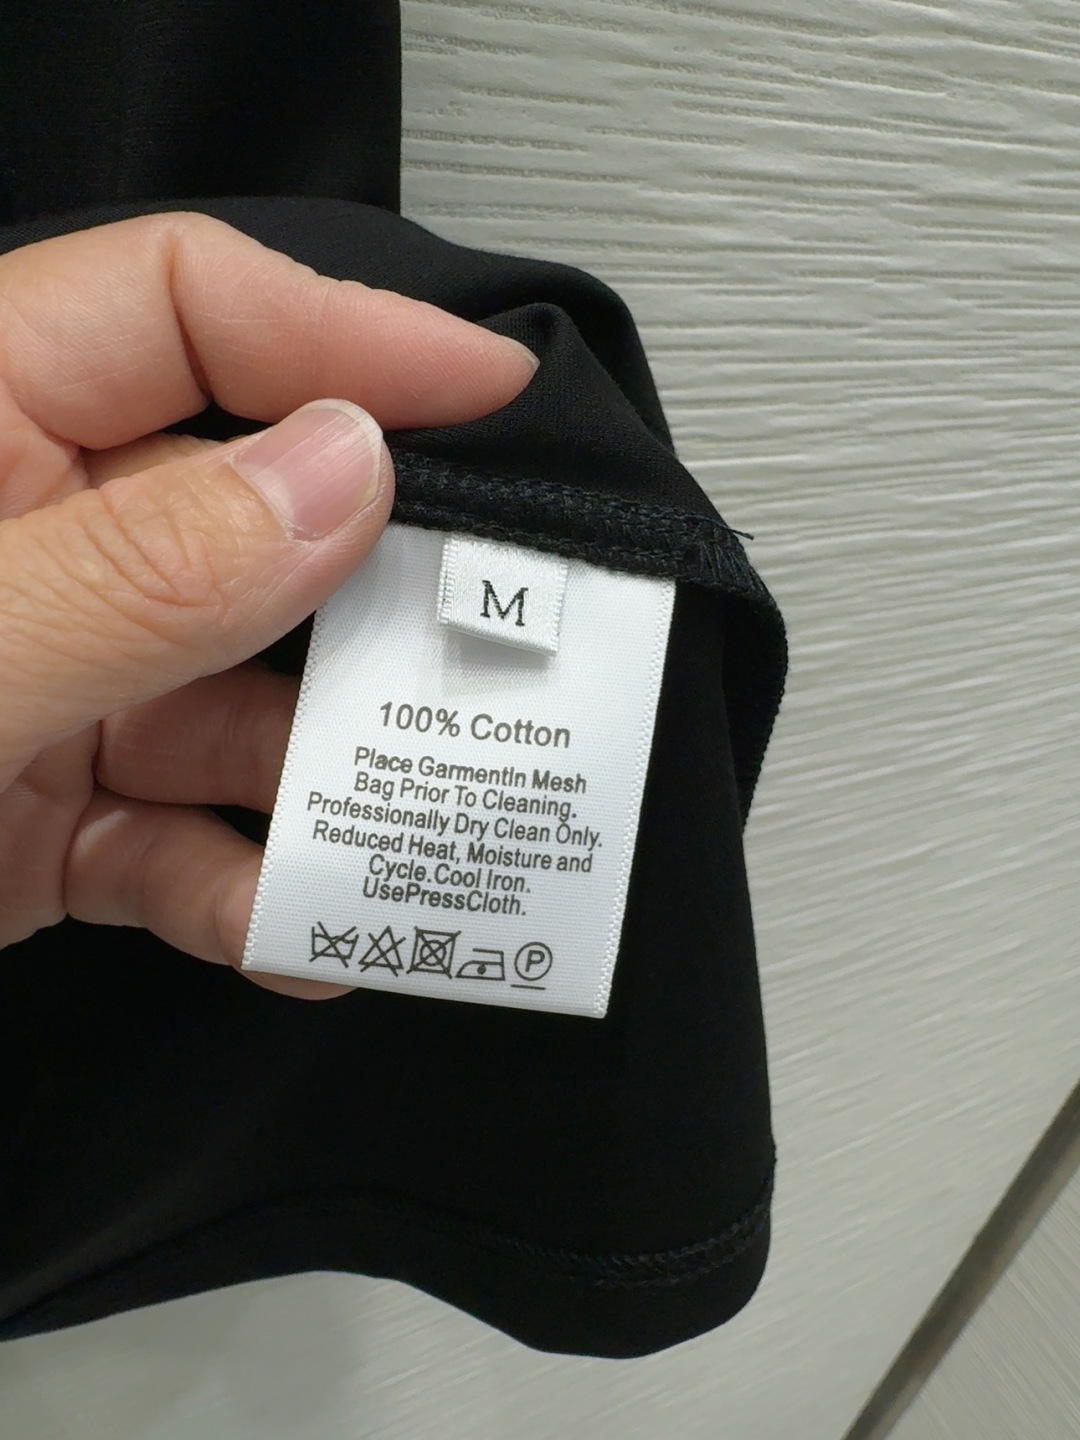 M
100% Cotton
Place GarmentIn Mesh
Bag Prior To Cleaning.
Professionally Dry Clean Only.
Reduced Heat, Moisture and
Cycle.Cool Iron.
UsePressCloth.
P